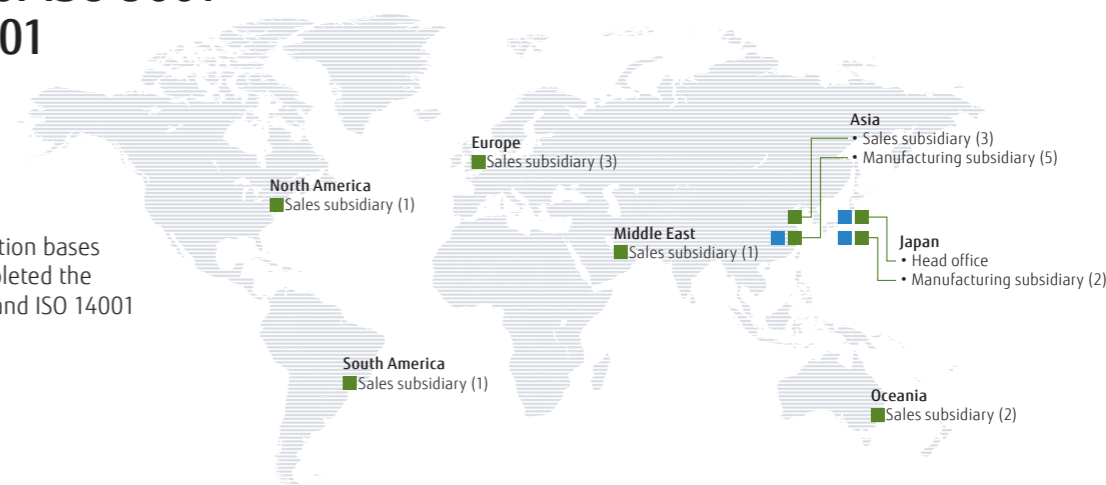 01
tion bases
pleted the
and ISO 14001
North America
Sales subsidiary (1)
Europe
Sales subsidiary (3)
Asia
• Sales subsidiary (3)
• Manufacturing subsidiary (5)
Middle East
Sales subsidiary (1)
Japan
• Head office
• Manufacturing subsidiary (2)
South America
Sales subsidiary (1)
Oceania
Sales subsidiary (2)